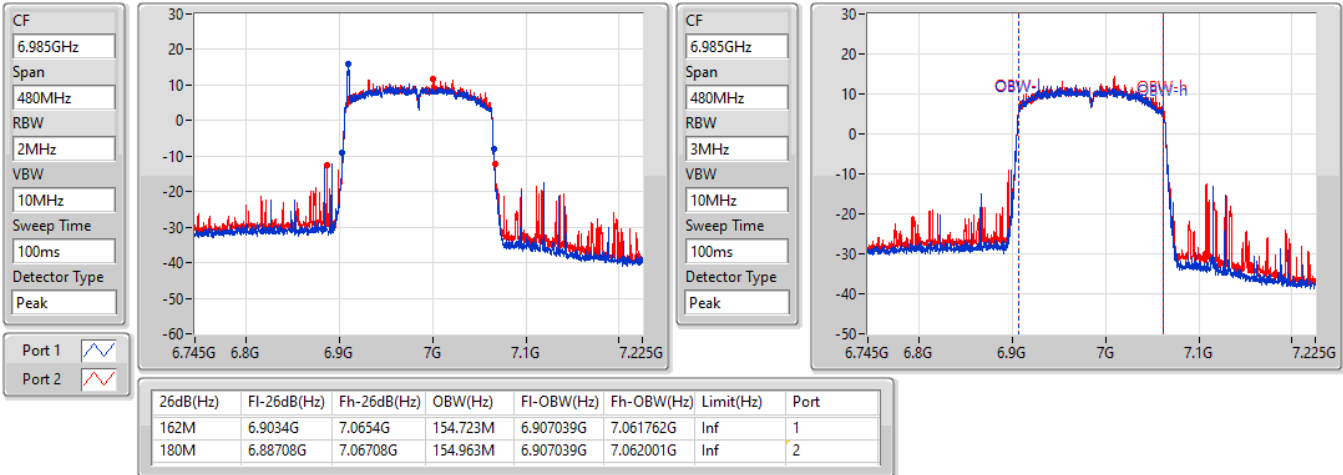 CF
6.985GHz
Span
480MHz
RBW
2MHz
VBW
10MHz
Sweep Time
100ms
Detector Type
Peak
Port 1
Port 2
30-
20-
10-
0-
-10-
-20-
-30-
-40-
-50-
-60-
6.745G 6.8G 6.9G 7G 7.1G 7.225G
CF
6.985GHz
Span
480MHz
RBW
3MHz
VBW
10MHz
Sweep Time
100ms
Detector Type
Peak
30-
20-
10-
0-
-10-
-20-
-30-
-40-
-50-
OBW-l OBW-h
6.745G 6.8G 6.9G 7G 7.1G 7.225G
26dB(Hz) Fl-26dB(Hz) Fh-26dB(Hz) OBW(Hz) Fl-OBW(Hz) Fh-OBW(Hz) Limit(Hz) Port
162M 6.9034G 7.0654G 154.723M 6.907039G 7.061762G Inf 1
180M 6.88708G 7.06708G 154.963M 6.907039G 7.062001G Inf 2